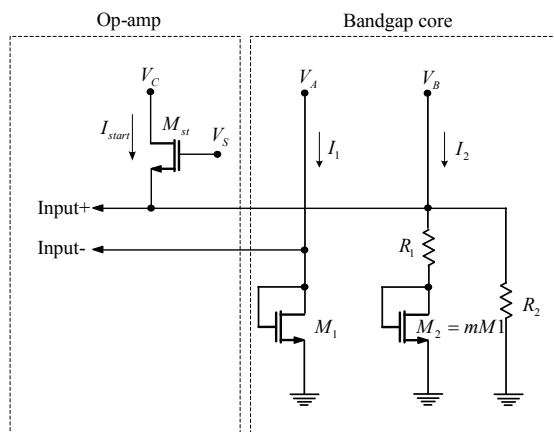 Op-amp
Bandgap core
V_C
V_A
V_B
I_start
M_st
V_S
I_1
I_2
Input+
Input-
R_1
R_2
M_1
M_2 = mM1